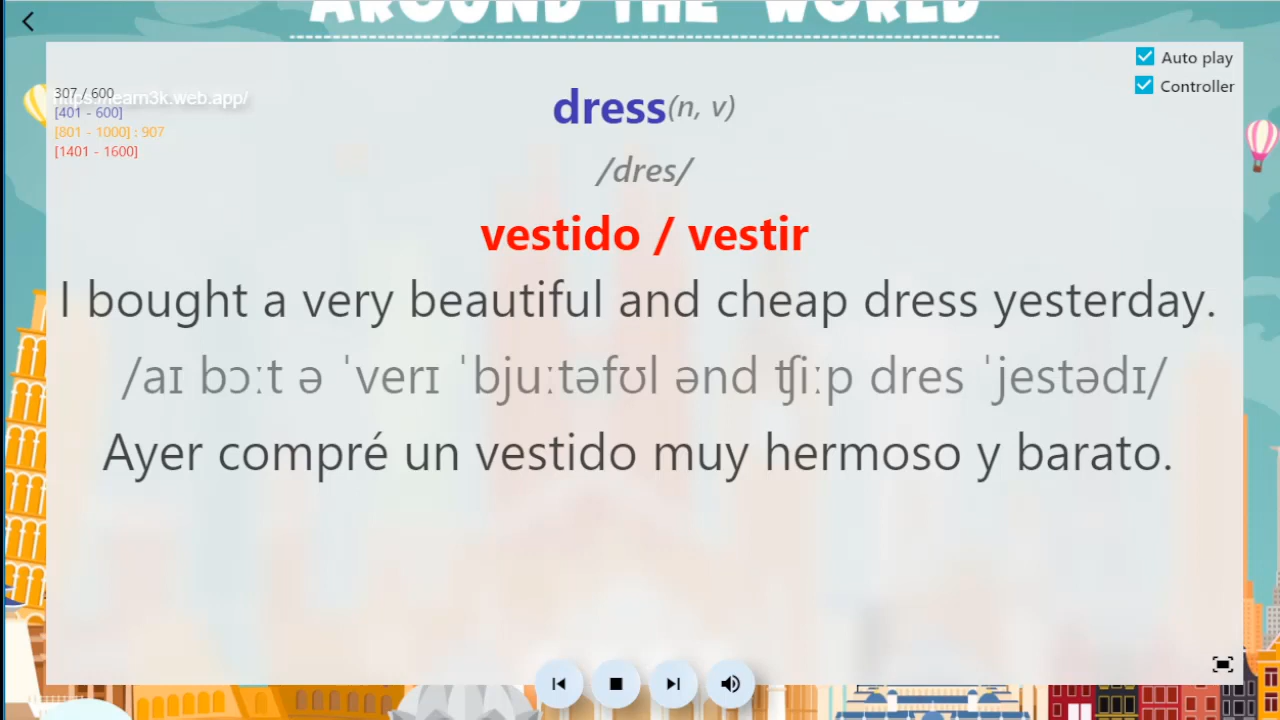 AROUND THE WORLD
Auto play
Controller
307 / 600
https://learn3k.web.app/
[401 - 600]
[801 - 1000] : 907
[1401 - 1600]
dress(n, v)
/dres/
vestido / vestir
I bought a very beautiful and cheap dress yesterday.
/aɪ bɔːt ə ˈverɪ ˈbjuːtəfʊl ənd ʧiːp dres ˈjestədɪ/
Ayer compré un vestido muy hermoso y barato.